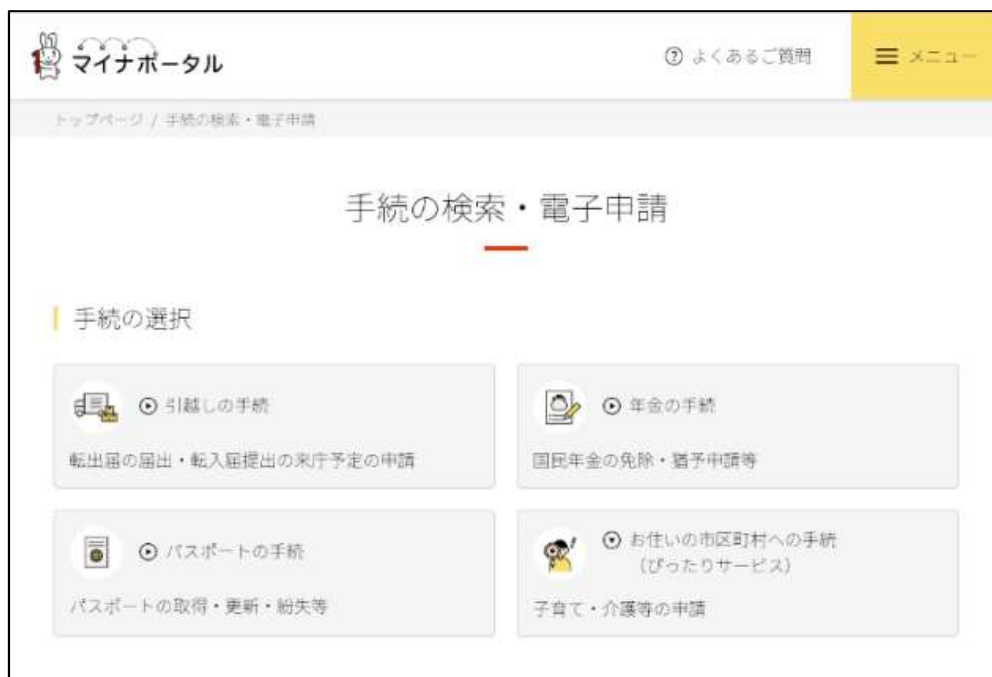 マイナポータル
よくあるご質問
メニュー
トップページ / 手続の検索・電子申請
手続の検索・電子申請
手続の選択
引越しの手続
転出届の届出・転入届提出の来庁予定の申請
年金の手続
国民年金の免除・猶予申請等
パスポートの手続
パスポートの取得・更新・紛失等
お住いの市区町村への手続
（ぴったりサービス）
子育て・介護等の申請